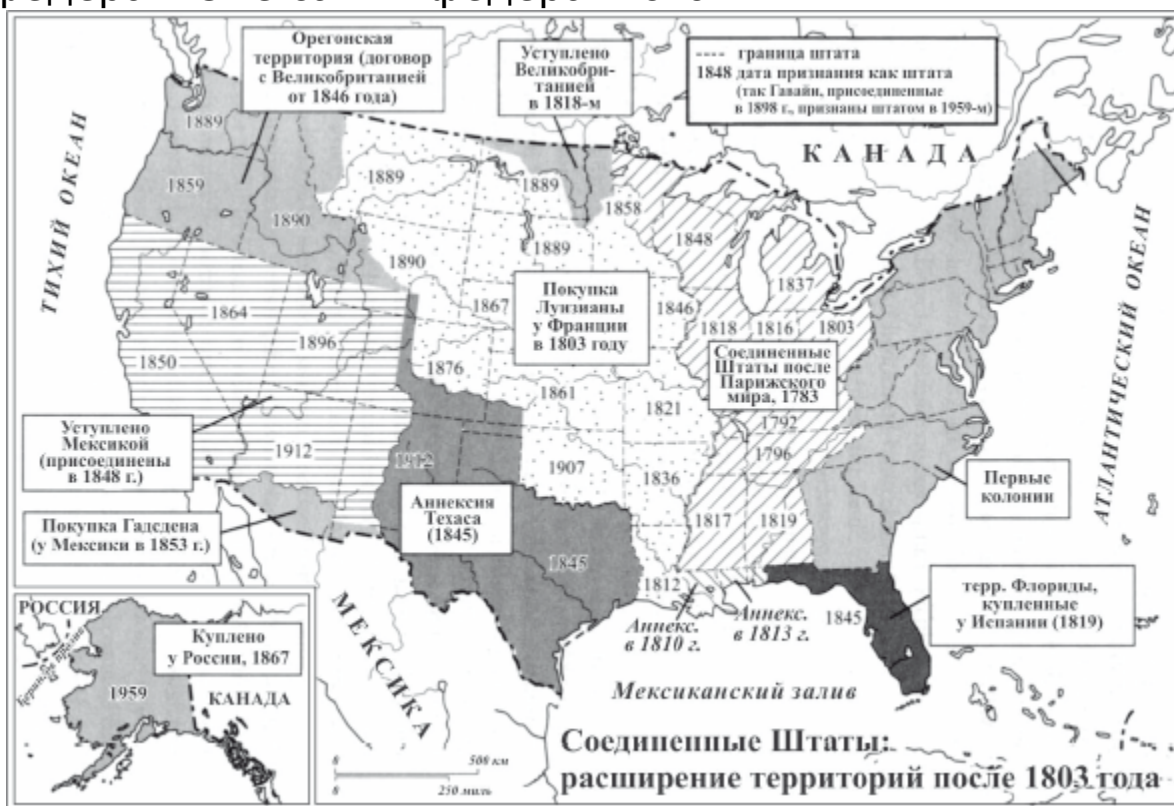 Орегонская
территория (договор
с Великобританией
от 1846 года)
Уступлено
Великобри-
танией
в 1818-м
---- граница штата
1848 дата признания как штата
(так Гавайи, присоединенные
в 1898 г., признаны штатом в 1959-м)
КАНАДА
ТИХИЙ ОКЕАН
АТЛАНТИЧЕСКИЙ ОКЕАН
1889
1859
1890
1889
1889
1858
1848
1889
1890
1837
1867
1846
1864
1818
1816
1803
1850
1896
1876
Покупка
Луизианы
у Франции
в 1803 году
Соединенные
Штаты после
Парижского
мира, 1783
1861
1821
1792
1796
1912
1912
1907
1836
1817
1819
1845
1812
1845
Уступлено
Мексикой
(присоединены
в 1848 г.)
Покупка Гадсдена
(у Мексики в 1853 г.)
Аннексия
Техаса
(1845)
Первые
колонии
терр. Флориды,
купленные
у Испании (1819)
Аннекс.
в 1810 г.
Аннекс.
в 1813 г.
МЕКСИКА
Мексиканский залив
РОССИЯ
Куплено
у России, 1867
1959
КАНАДА
0 500 км
0 250 миль
Соединенные Штаты:
расширение территорий после 1803 года